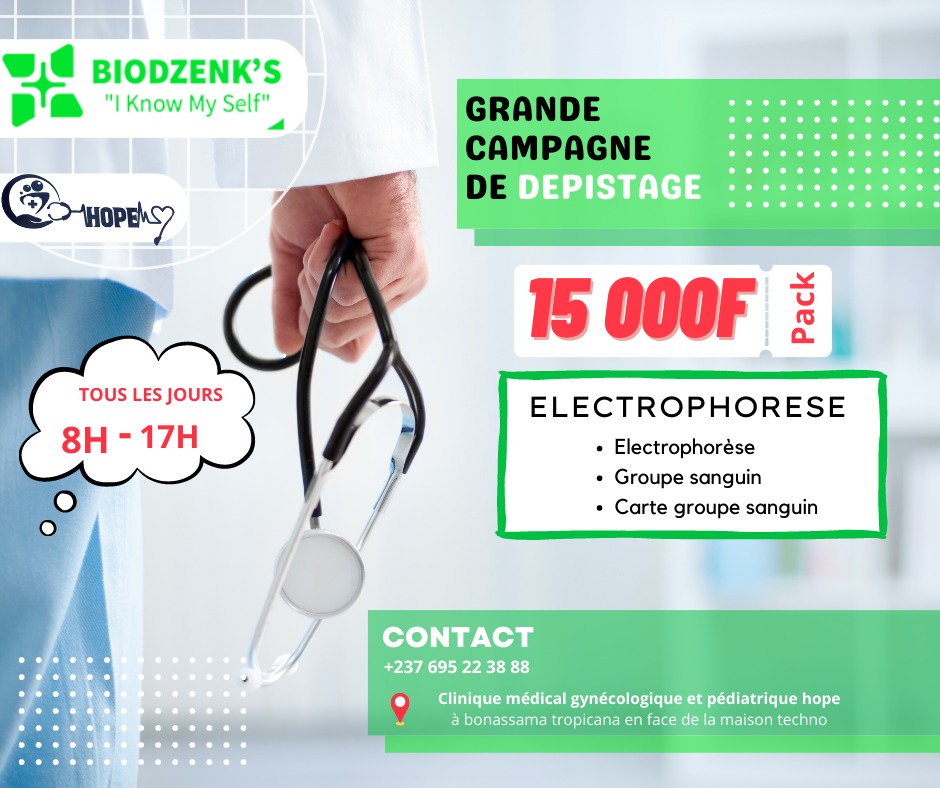 BIODZENK'S
"I Know My Self"
HOPE
GRANDE
CAMPAGNE
DE DEPISTAGE
15 000F
Pack
TOUS LES JOURS
8H - 17H
ELECTROPHORESE
• Electrophorèse
• Groupe sanguin
• Carte groupe sanguin
CONTACT
+237 695 22 38 88
Clinique médical gynécologique et pédiatrique hope
à bonassama tropicana en face de la maison techno